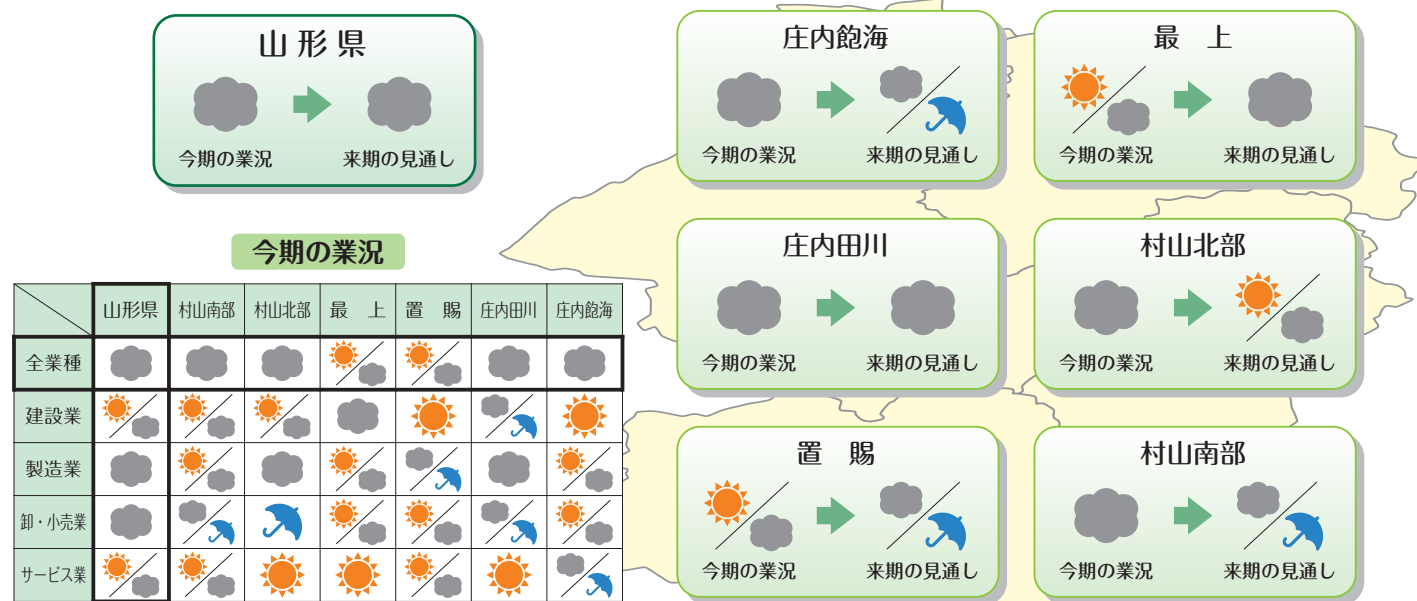 山形県
今期の業況 来期の見通し
庄内飽海
今期の業況 来期の見通し
最 上
今期の業況 来期の見通し
庄内田川
今期の業況 来期の見通し
村山北部
今期の業況 来期の見通し
置 賜
今期の業況 来期の見通し
村山南部
今期の業況 来期の見通し
今期の業況
山形県 村山南部 村山北部 最 上 置 賜 庄内田川 庄内飽海
全業種
建設業
製造業
卸・小売業
サービス業